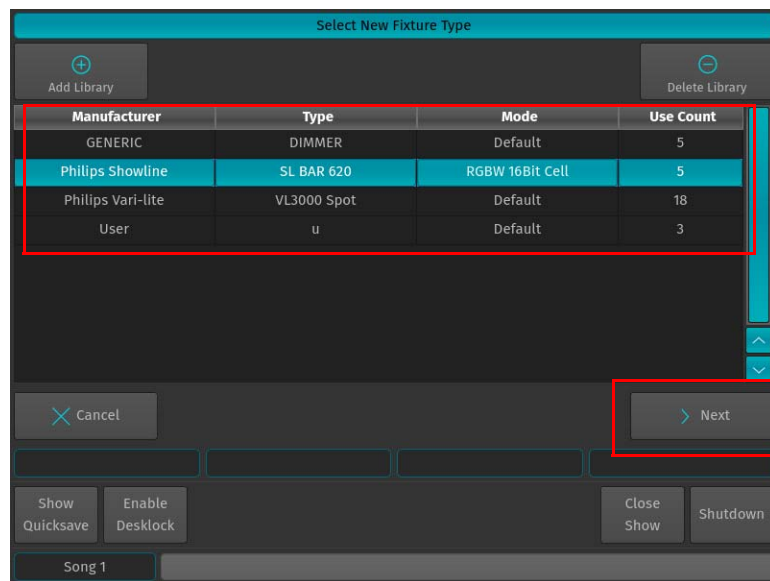 Select New Fixture Type
Add Library
Delete Library
Manufacturer Type Mode Use Count
GENERIC DIMMER Default 5
Philips Showline SL BAR 620 RGBW 16Bit Cell 5
Philips Vari-lite VL3000 Spot Default 18
User u Default 3
Cancel
Next
Show
Quicksave
Enable
Desklock
Close
Show
Shutdown
Song 1